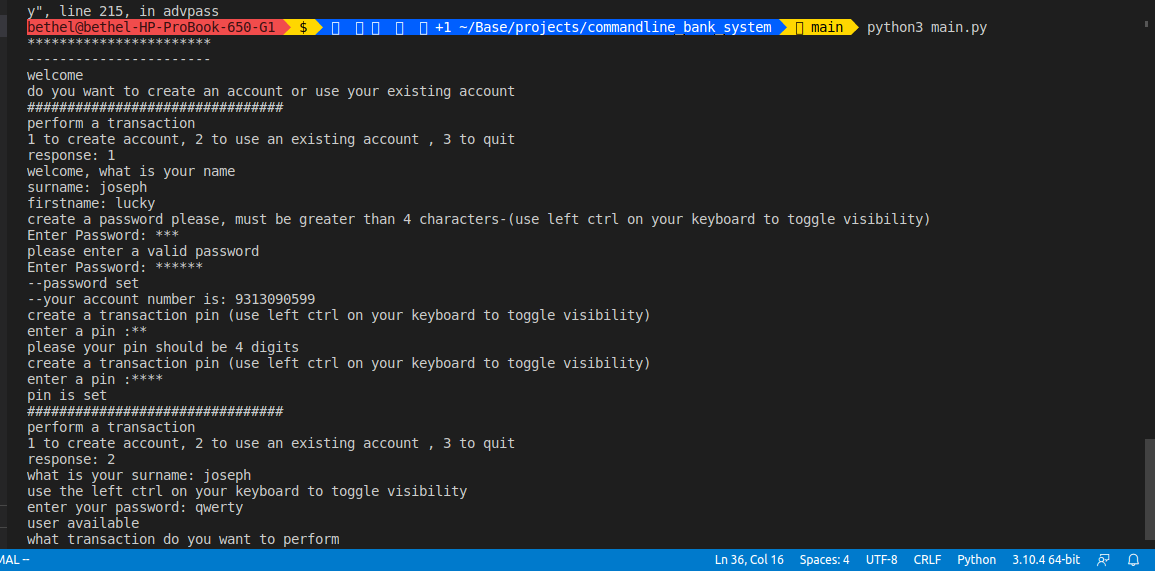 y", line 215, in advpass
bethel@bethel-HP-ProBook-650-G1 $ +1 ~/Base/projects/commandline_bank_system main python3 main.py
***********************
-----------------------
welcome
do you want to create an account or use your existing account
################################
perform a transaction
1 to create account, 2 to use an existing account , 3 to quit
response: 1
welcome, what is your name
surname: joseph
firstname: lucky
create a password please, must be greater than 4 characters-(use left ctrl on your keyboard to toggle visibility)
Enter Password: ***
please enter a valid password
Enter Password: ******
--password set
--your account number is: 9313090599
create a transaction pin (use left ctrl on your keyboard to toggle visibility)
enter a pin :**
please your pin should be 4 digits
create a transaction pin (use left ctrl on your keyboard to toggle visibility)
enter a pin :****
pin is set
################################
perform a transaction
1 to create account, 2 to use an existing account , 3 to quit
response: 2
what is your surname: joseph
use the left ctrl on your keyboard to toggle visibility
enter your password: qwerty
user available
what transaction do you want to perform
MAL -- Ln 36, Col 16 Spaces: 4 UTF-8 CRLF Python 3.10.4 64-bit